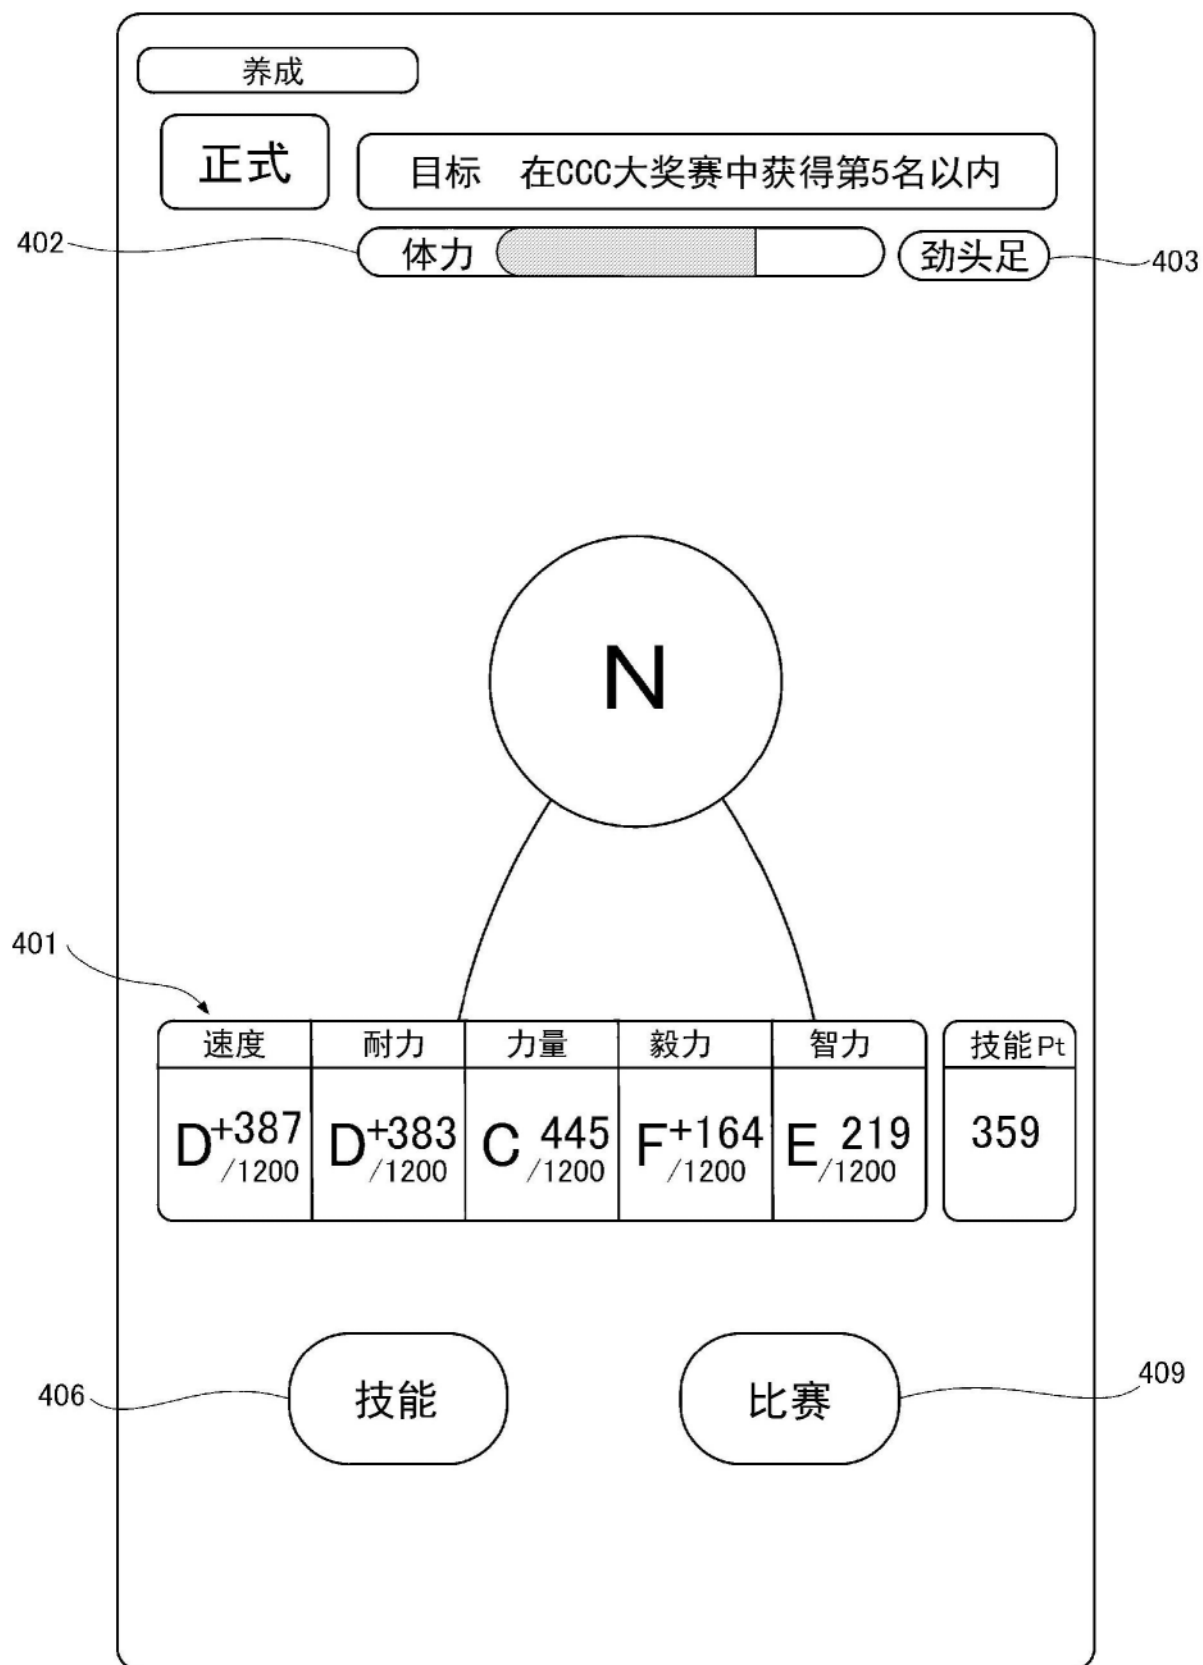 养成
正式
目标 在CCC大奖赛中获得第5名以内
402
体力
劲头足
403
N
401
速度 耐力 力量 毅力 智力 技能Pt
D+387 D+383 C 445 F+164 E 219 359
/1200 /1200 /1200 /1200 /1200
406
技能
比赛
409